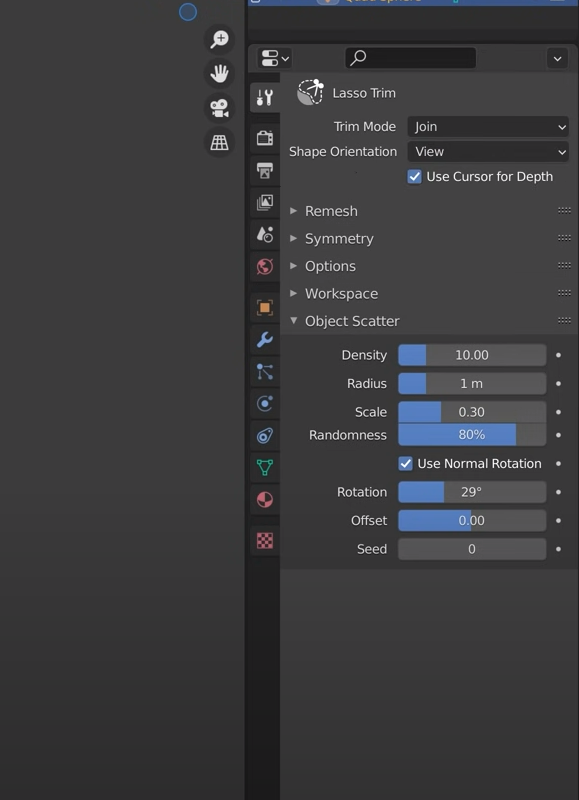 Quad Sphere
Lasso Trim
Trim Mode Join
Shape Orientation View
Use Cursor for Depth
Remesh
Symmetry
Options
Workspace
Object Scatter
Density 10.00
Radius 1 m
Scale 0.30
Randomness 80%
Use Normal Rotation
Rotation 29°
Offset 0.00
Seed 0